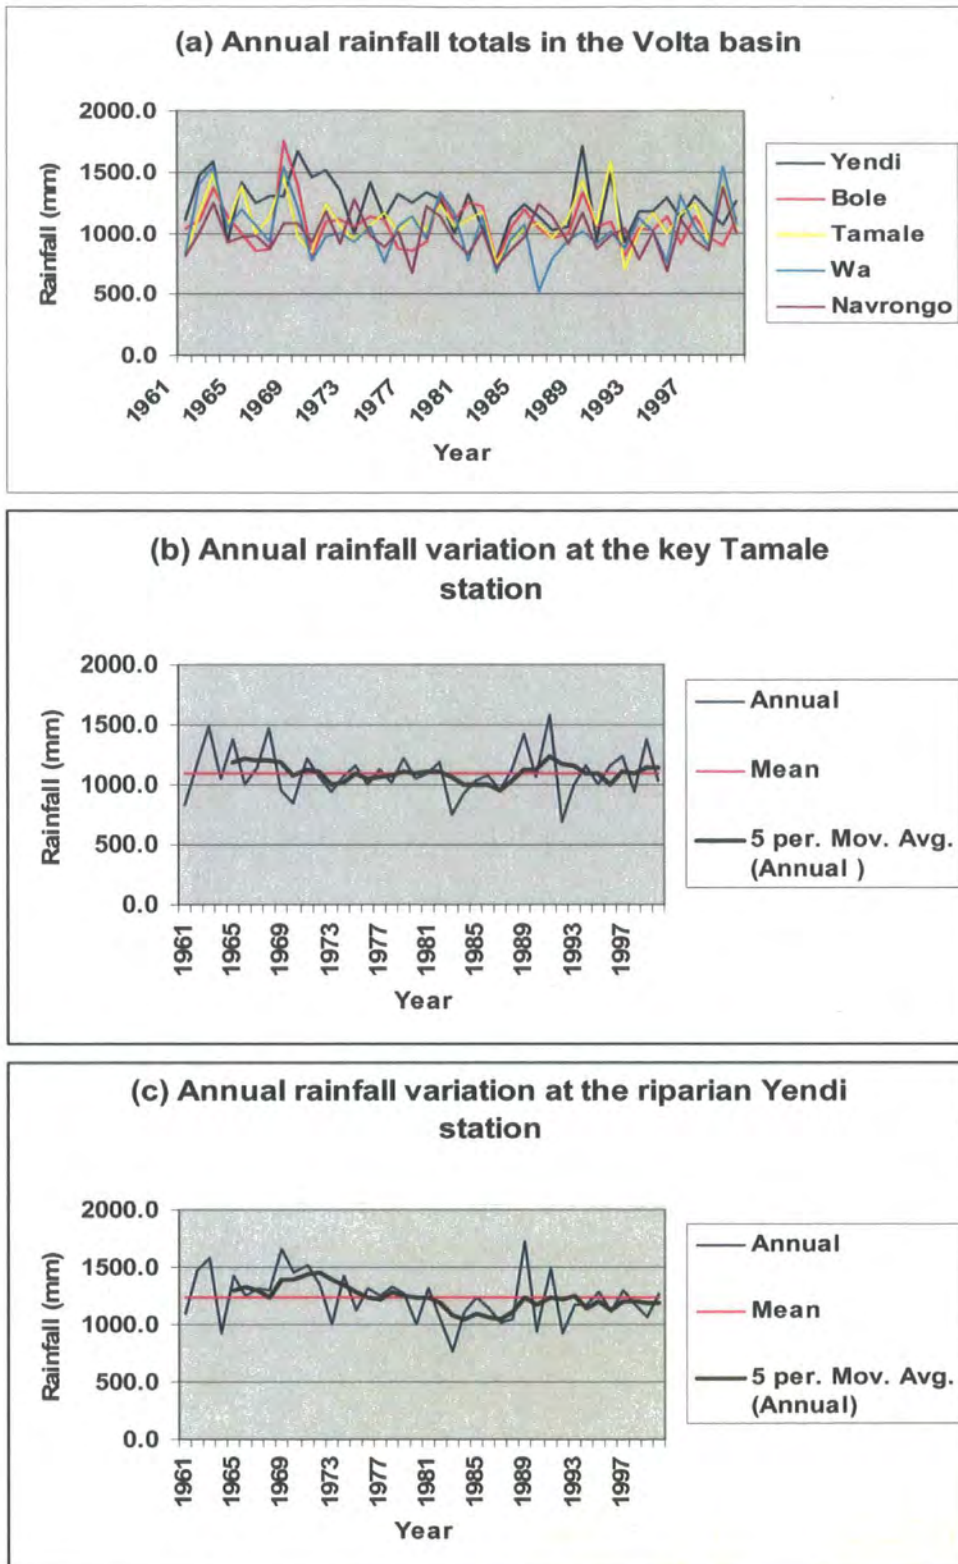 (a) Annual rainfall totals in the Volta basin
2000.0
1500.0
1000.0
500.0
0.0
Rainfall (mm)
1961
1965
1969
1973
1977
1981
1985
1989
1993
1997
Year
Yendi
Bole
Tamale
Wa
Navrongo
(b) Annual rainfall variation at the key Tamale
station
2000.0
1500.0
1000.0
500.0
0.0
Rainfall (mm)
1961
1965
1969
1973
1977
1981
1985
1989
1993
1997
Year
Annual
Mean
5 per. Mov. Avg.
(Annual )
(c) Annual rainfall variation at the riparian Yendi
station
2000.0
1500.0
1000.0
500.0
0.0
Rainfall (mm)
1961
1965
1969
1973
1977
1981
1985
1989
1993
1997
Year
Annual
Mean
5 per. Mov. Avg.
(Annual)